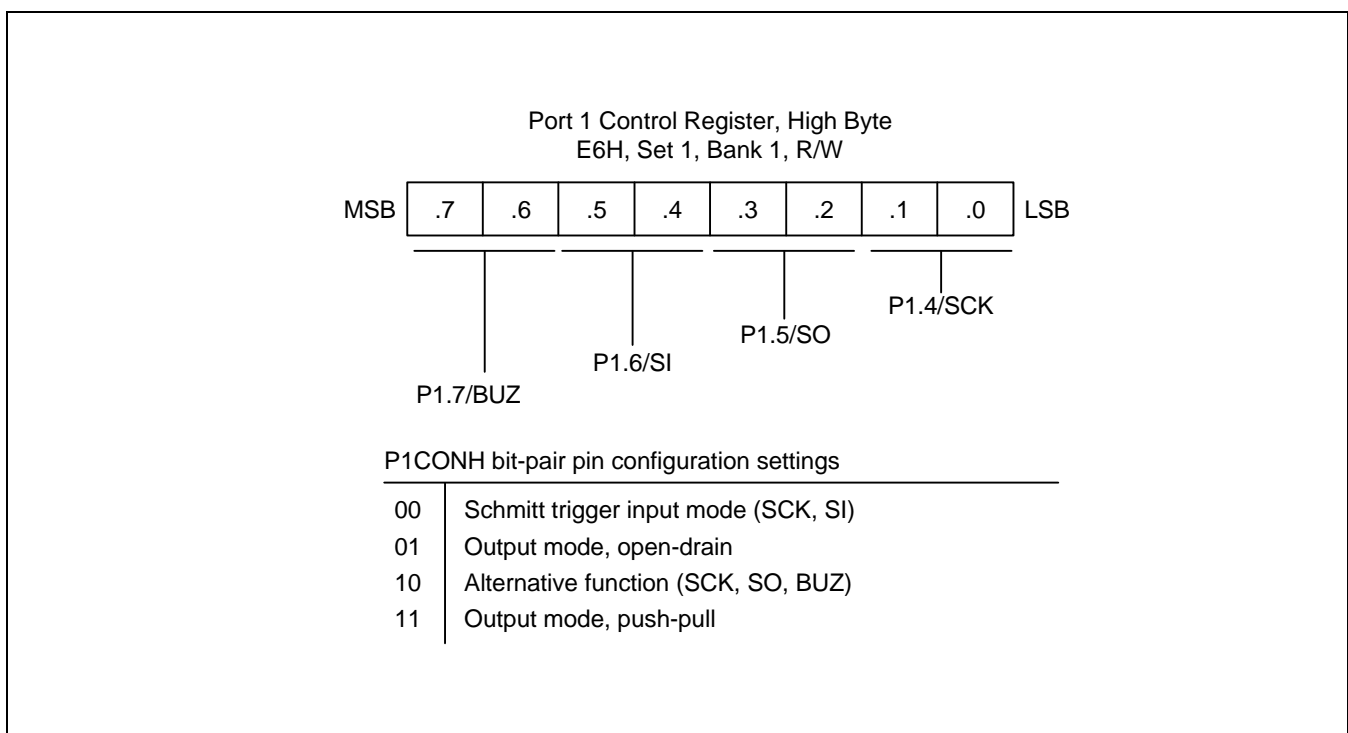 Port 1 Control Register, High Byte
E6H, Set 1, Bank 1, R/W
MSB .7 .6 .5 .4 .3 .2 .1 .0 LSB
P1.4/SCK
P1.5/SO
P1.6/SI
P1.7/BUZ
P1CONH bit-pair pin configuration settings
00 Schmitt trigger input mode (SCK, SI)
01 Output mode, open-drain
10 Alternative function (SCK, SO, BUZ)
11 Output mode, push-pull